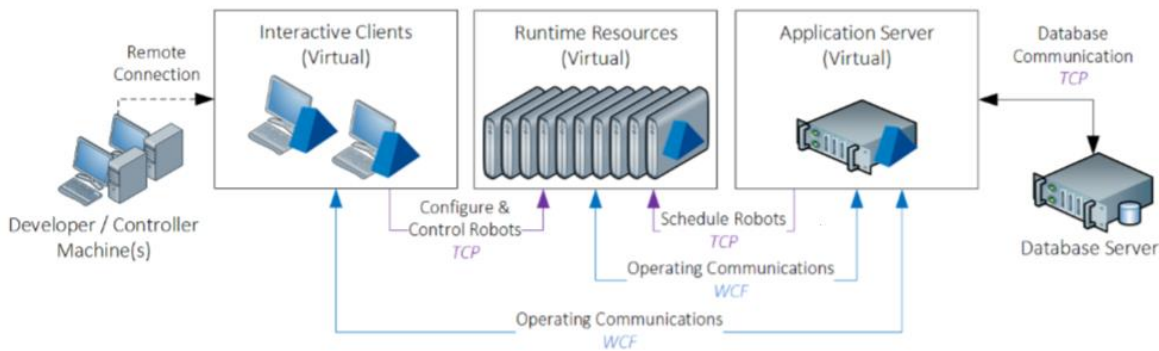 Remote
Connection
Interactive Clients
(Virtual)
Runtime Resources
(Virtual)
Application Server
(Virtual)
Database
Communication
TCP
Developer / Controller
Machine(s)
Configure &
Control Robots
TCP
Schedule Robots
TCP
Operating Communications
WCF
Operating Communications
WCF
Database Server